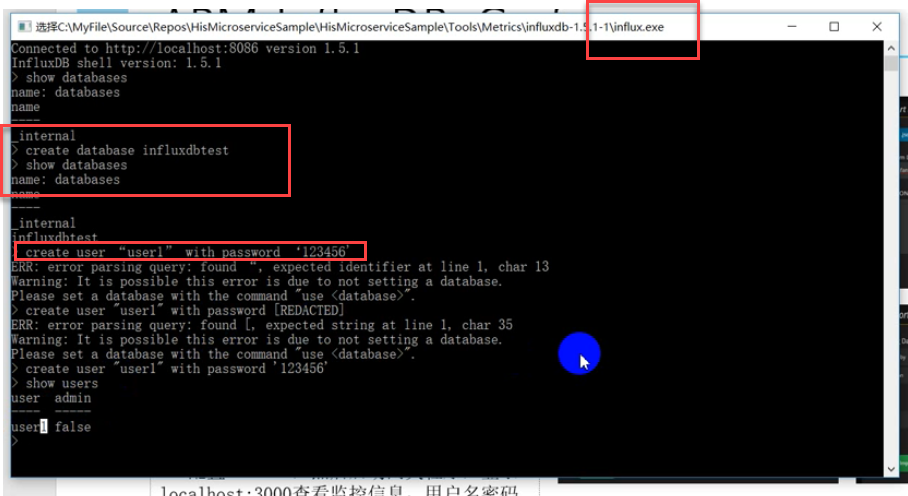 选择C:\MyFile\Source\Repos\HisMicroserviceSample\HisMicroserviceSample\Tools\Metrics\influxdb-1.5.1-1\influx.exe
Connected to http://localhost:8086 version 1.5.1
InfluxDB shell version: 1.5.1
> show databases
name: databases
name
----
_internal
> create database influxdbtest
> show databases
name: databases
name
----
_internal
influxdbtest
> create user “user1” with password ‘123456’
ERR: error parsing query: found “, expected identifier at line 1, char 13
Warning: It is possible this error is due to not setting a database.
Please set a database with the command "use <database>".
> create user "user1" with password [REDACTED]
ERR: error parsing query: found [, expected string at line 1, char 35
Warning: It is possible this error is due to not setting a database.
Please set a database with the command "use <database>".
> create user "user1" with password '123456'
> show users
user admin
---- -----
user1 false
>
localhost:3000查看监控信息，用户名密码